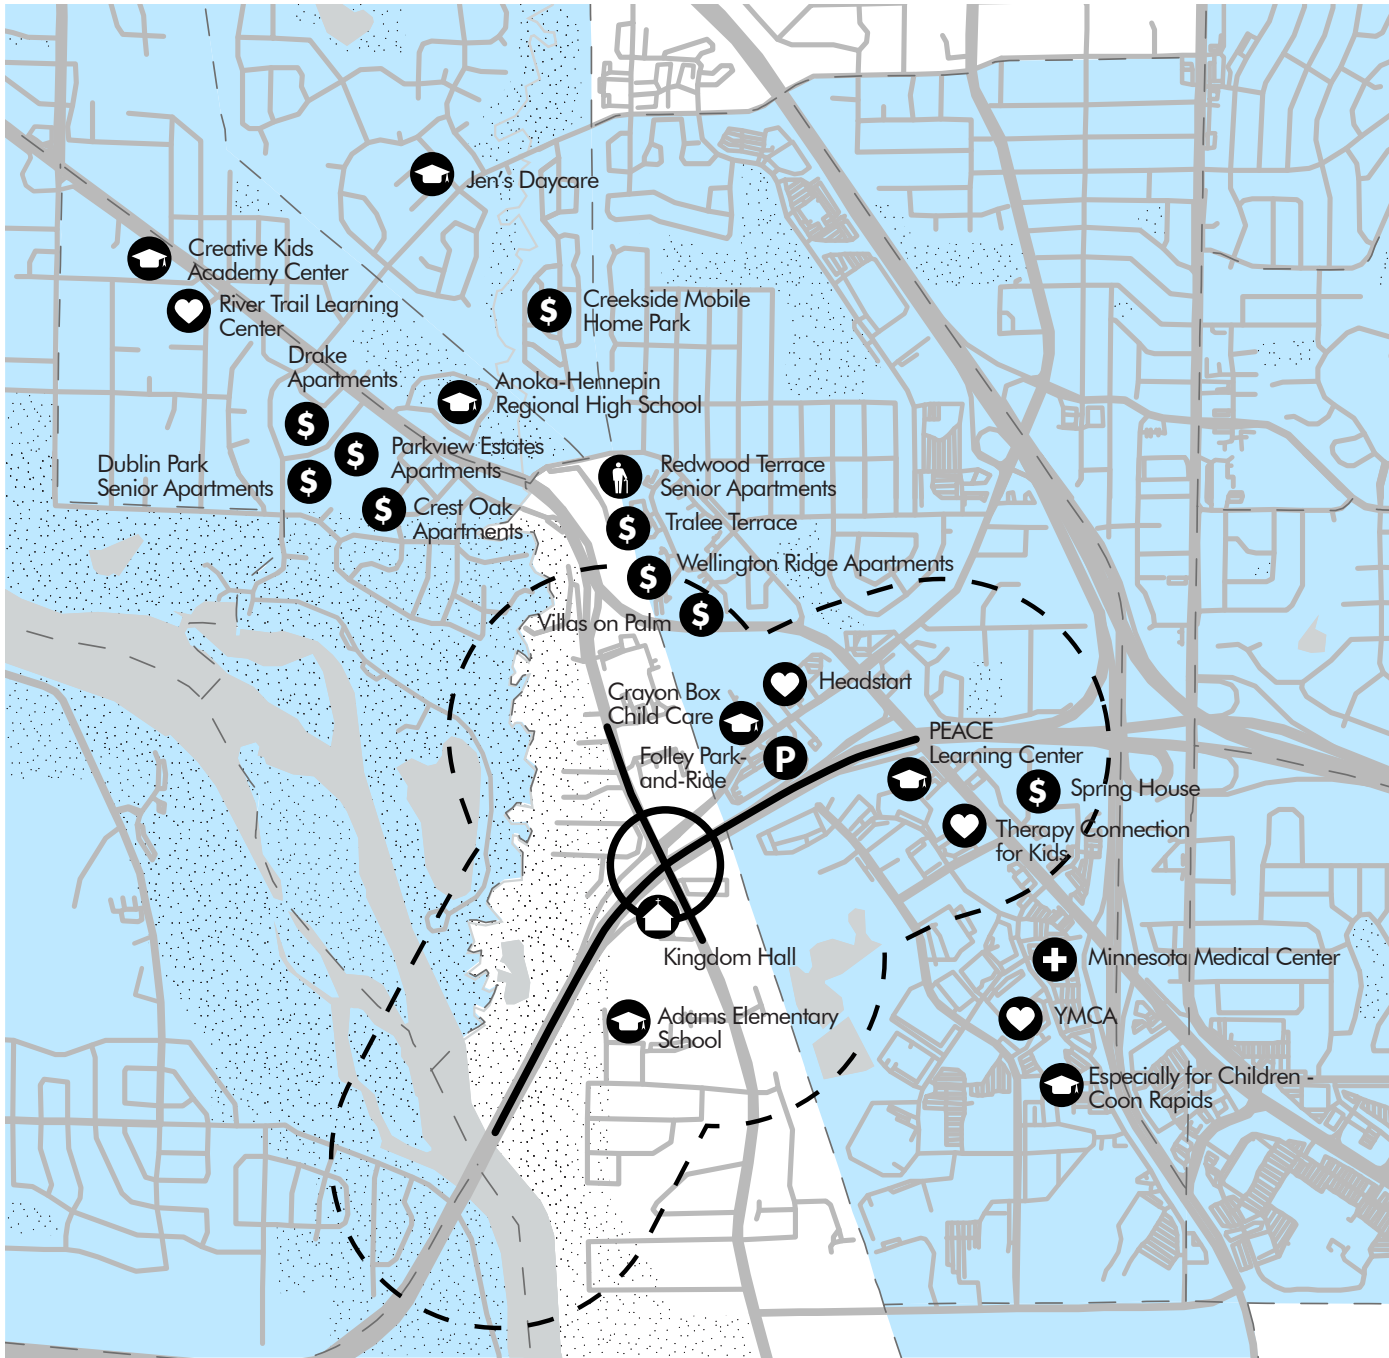 Jen's Daycare
Creative Kids
Academy Center
River Trail Learning
Center
Creekside Mobile
Home Park
Drake
Apartments
Anoka-Hennepin
Regional High School
$
$
Parkview Estates
Apartments
Dublin Park
Senior Apartments
$
$
Redwood Terrace
Senior Apartments
$
Crest Oak
Apartments
$
Tralee Terrace
$
Wellington Ridge Apartments
Villas on Palm
$
Headstart
Crayon Box
Child Care
PEACE
Learning Center
Folley Park-
and-Ride
P
$
Spring House
Therapy Connection
for Kids
Kingdom Hall
Minnesota Medical Center
Adams Elementary
School
YMCA
Especially for Children -
Coon Rapids